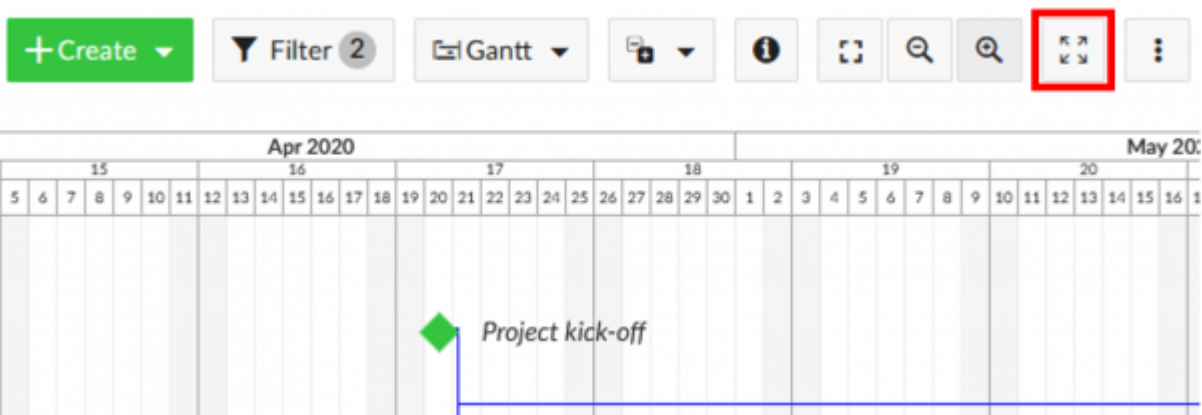 +Create
Filter 2
Gantt
Apr 2020
May 20
15 16 17 18 19 20
5 6 7 8 9 10 11 12 13 14 15 16 17 18 19 20 21 22 23 24 25 26 27 28 29 30 1 2 3 4 5 6 7 8 9 10 11 12 13 14 15 16 1
Project kick-off